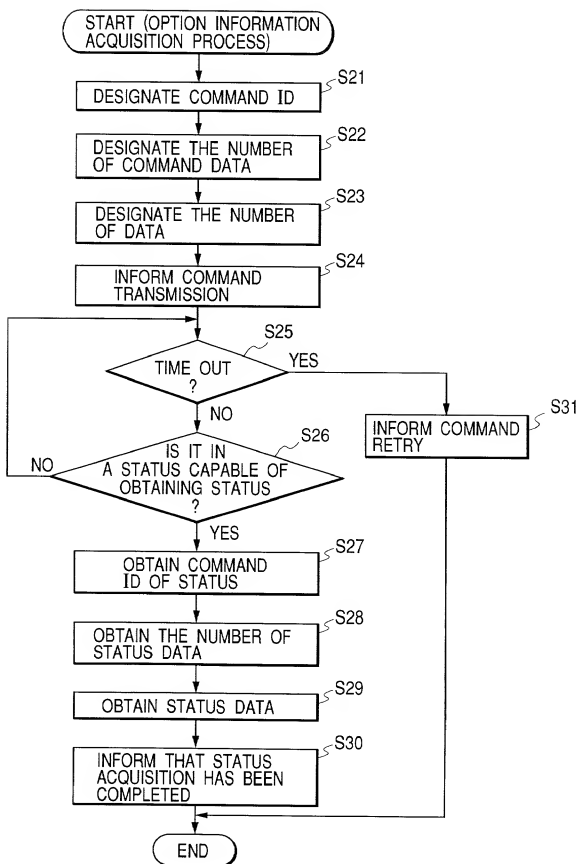 START (OPTION INFORMATION
ACQUISITION PROCESS)
S21
DESIGNATE COMMAND ID
S22
DESIGNATE THE NUMBER
OF COMMAND DATA
S23
DESIGNATE THE NUMBER
OF DATA
S24
INFORM COMMAND
TRANSMISSION
S25
TIME OUT
?
YES
NO
S31
INFORM COMMAND
RETRY
S26
IS IT IN
A STATUS CAPABLE OF
OBTAINING STATUS
?
NO
YES
S27
OBTAIN COMMAND
ID OF STATUS
S28
OBTAIN THE NUMBER OF
STATUS DATA
S29
OBTAIN STATUS DATA
S30
INFORM THAT STATUS
ACQUISITION HAS BEEN
COMPLETED
END